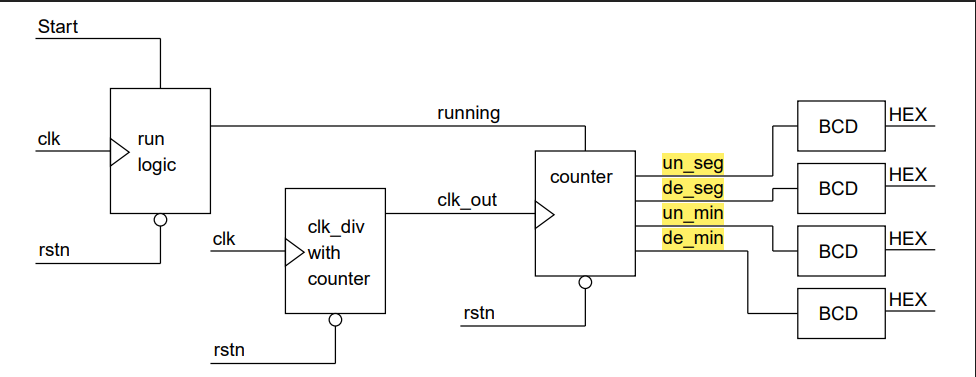 Start
clk
run
logic
rstn
running
clk
clk_div
with
counter
rstn
clk_out
counter
rstn
un_seg
de_seg
un_min
de_min
BCD
HEX
BCD
HEX
BCD
HEX
BCD
HEX